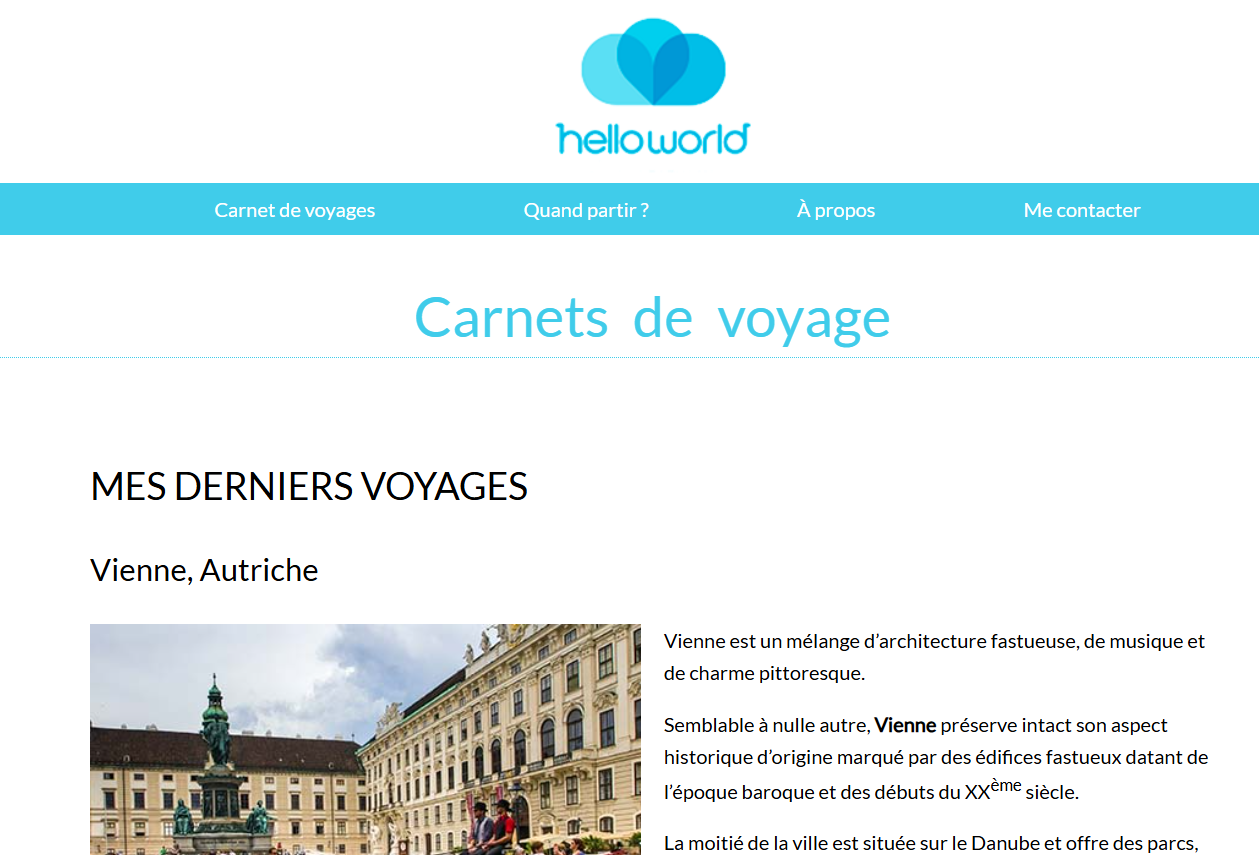 helloworld
Carnet de voyages
Quand partir ?
À propos
Me contacter
Carnets de voyage
MES DERNIERS VOYAGES
Vienne, Autriche
Vienne est un mélange d’architecture fastueuse, de musique et
de charme pittoresque.
Semblable à nulle autre, Vienne préserve intact son aspect
historique d’origine marqué par des édifices fastueux datant de
l’époque baroque et des débuts du XXème siècle.
La moitié de la ville est située sur le Danube et offre des parcs,